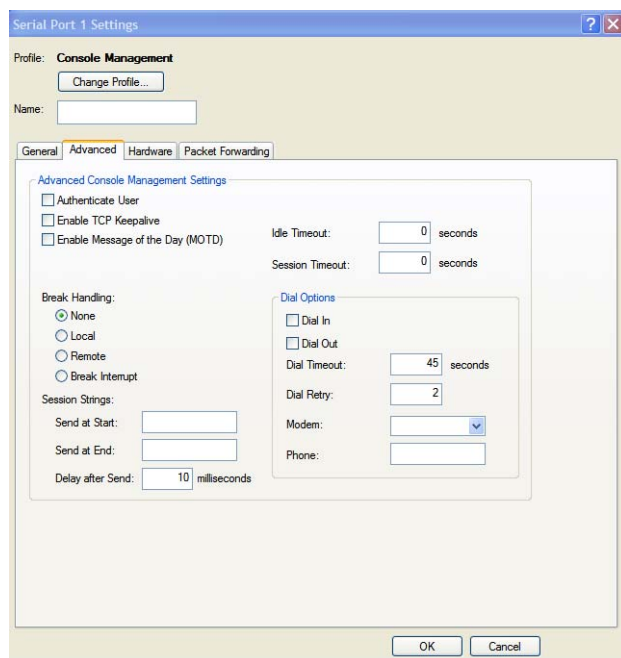 Serial Port 1 Settings
Profile: Console Management
Change Profile...
Name:
General Advanced Hardware Packet Forwarding
Advanced Console Management Settings
Authenticate User
Enable TCP Keepalive
Enable Message of the Day (MOTD)
Idle Timeout: 0 seconds
Session Timeout: 0 seconds
Break Handling:
None
Local
Remote
Break Interrupt
Session Strings:
Send at Start:
Send at End:
Delay after Send: 10 milliseconds
Dial Options
Dial In
Dial Out
Dial Timeout: 45 seconds
Dial Retry: 2
Modem:
Phone:
OK Cancel